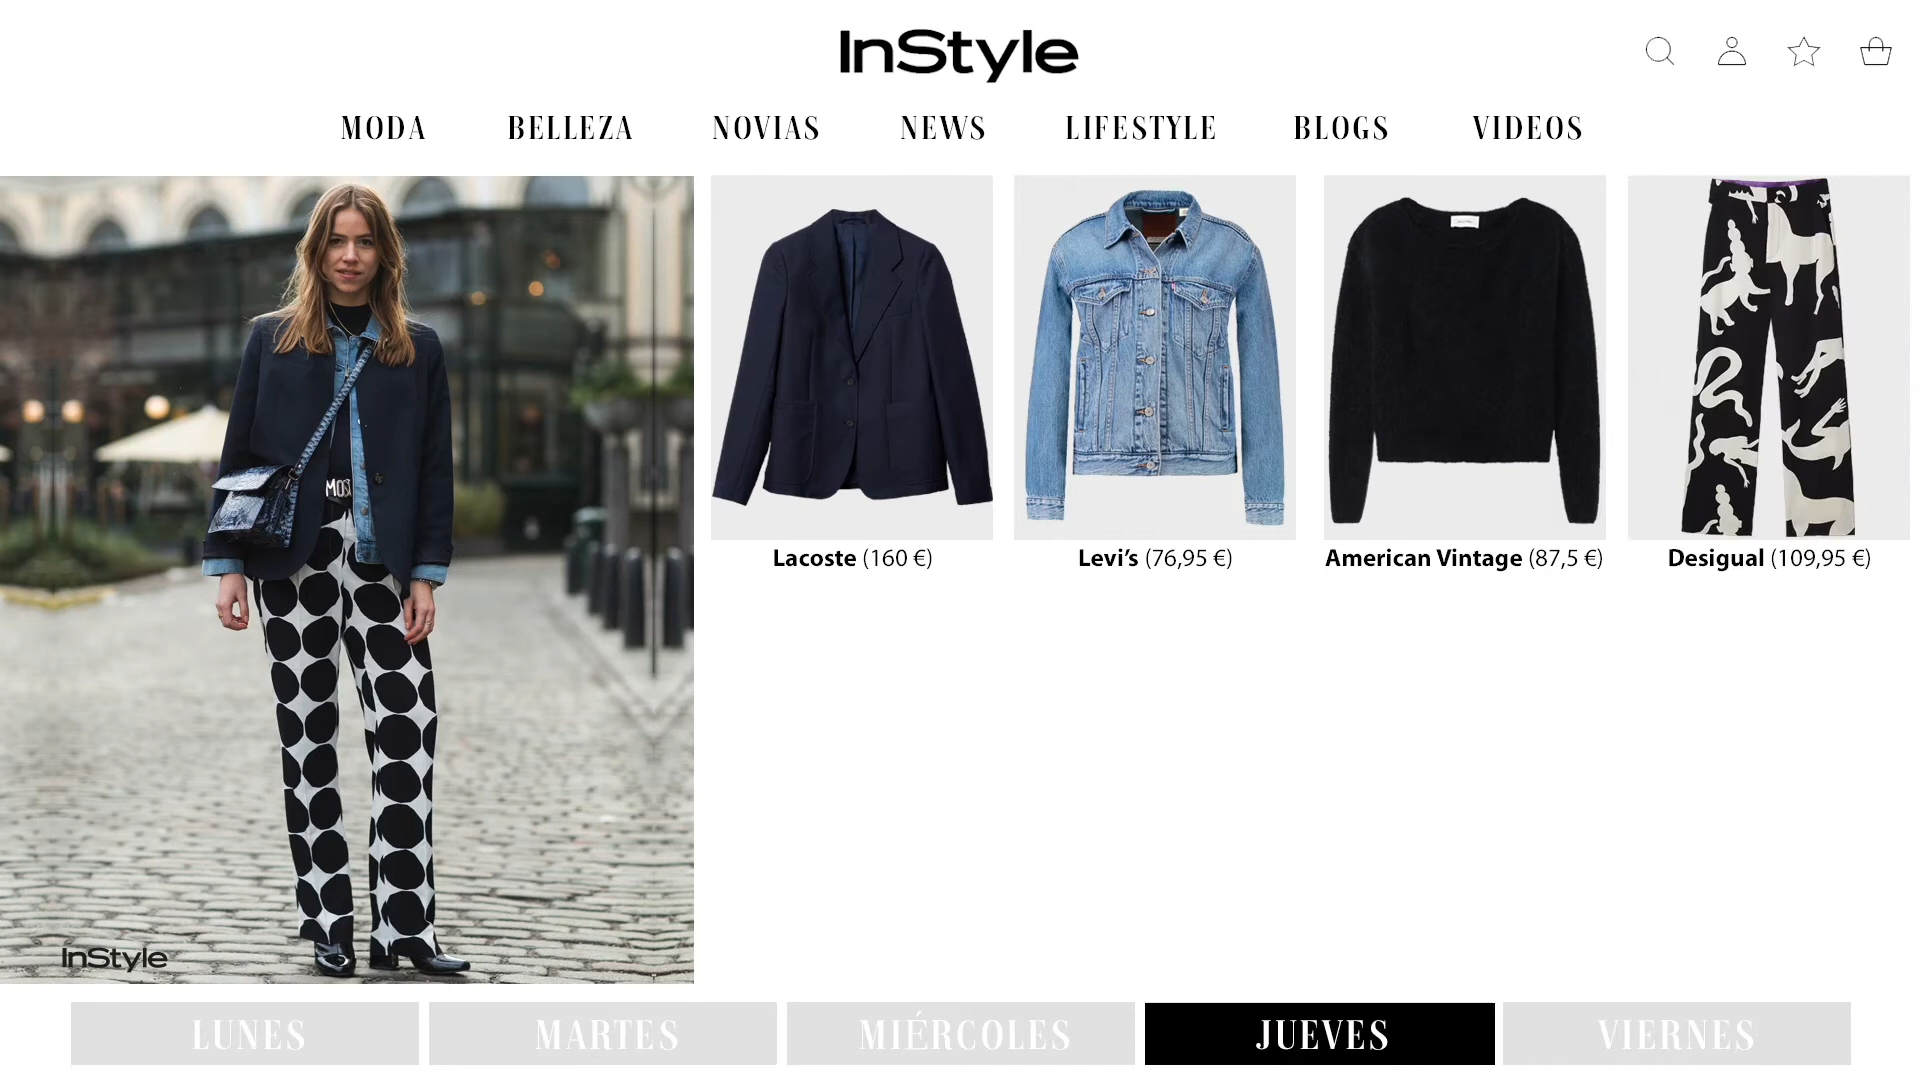 InStyle
MODA BELLEZA NOVIAS NEWS LIFESTYLE BLOGS VIDEOS
MOSC
Lacoste (160 €) Levi’s (76,95 €) American Vintage (87,5 €) Desigual (109,95 €)
InStyle
LUNES MARTES MIÉRCOLES JUEVES VIERNES